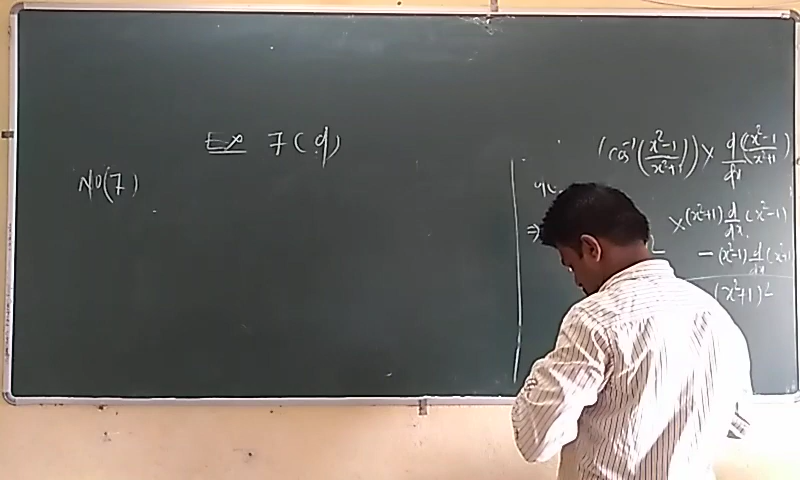 Ex 7(d)
No(7)
(cos⁻¹((x²-1)/(x²+1))) × d/dx ((x²-1)/(x²+1))
⇒ × (x²+1) d/dx (x²-1)
- (x²-1) d/dx (x²+1)
(x²+1)²